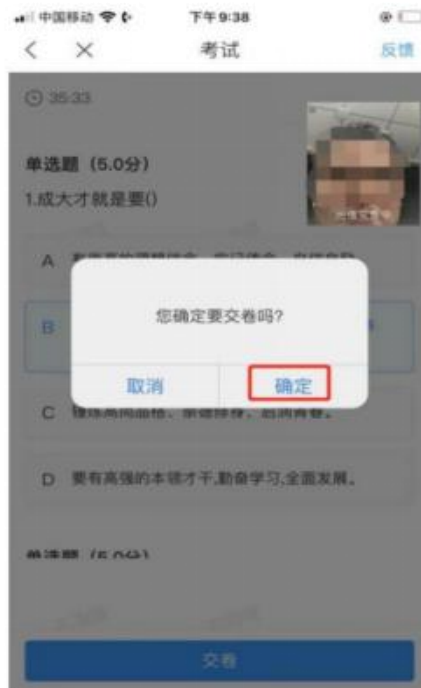 中国移动 下午9:38
考试 反馈
35:33
单选题（5.0分）
1.成大才就是要()
A
您确定要交卷吗?
B
取消 确定
C
D 要有高强的本领才干,勤奋学习,全面发展。
单选题（5.0分）
交卷